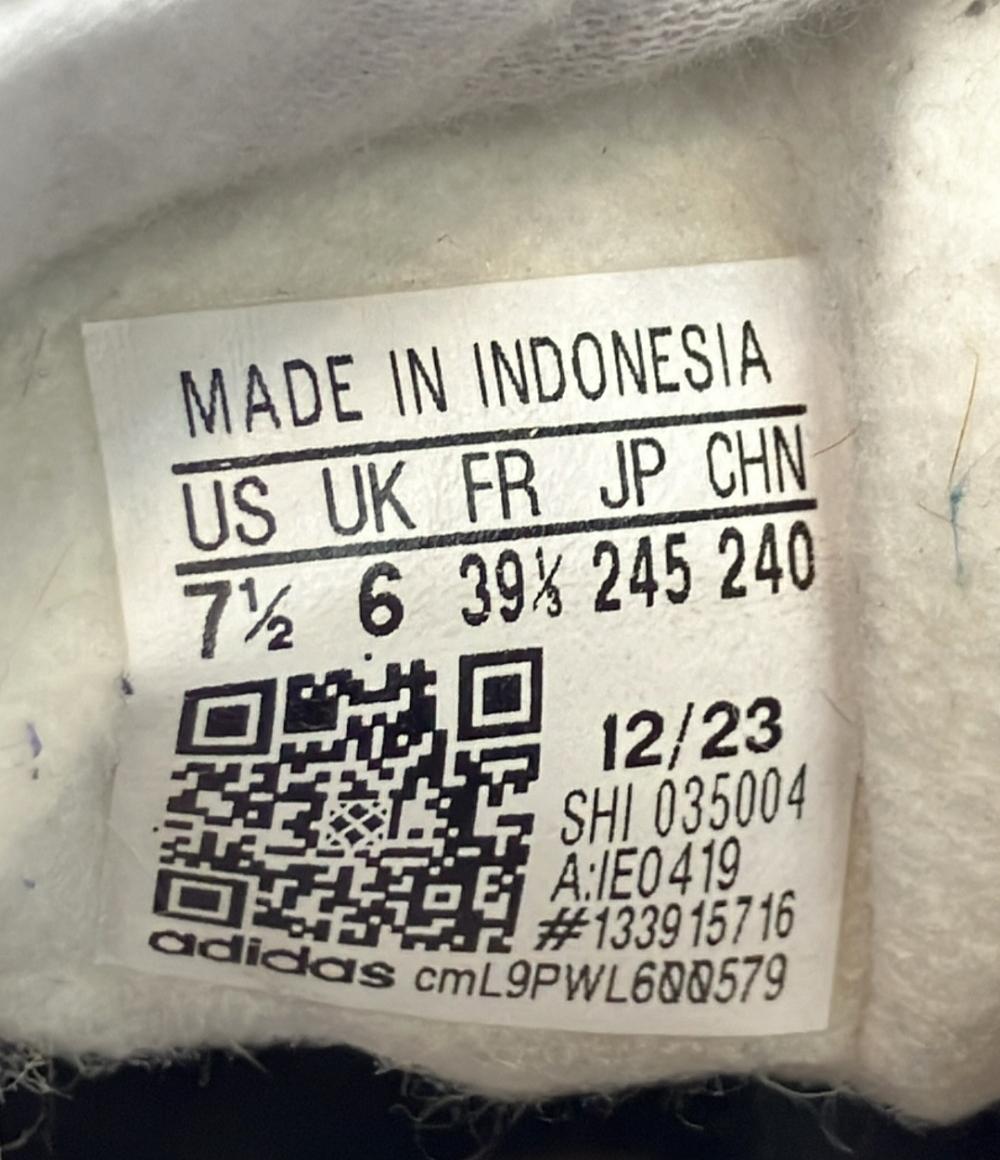 MADE IN INDONESIA
US UK FR JP CHN
7½ 6 39⅓ 245 240
12/23
SHI 035004
A:IE0419
#133915716
adidas cmL9PWL600579